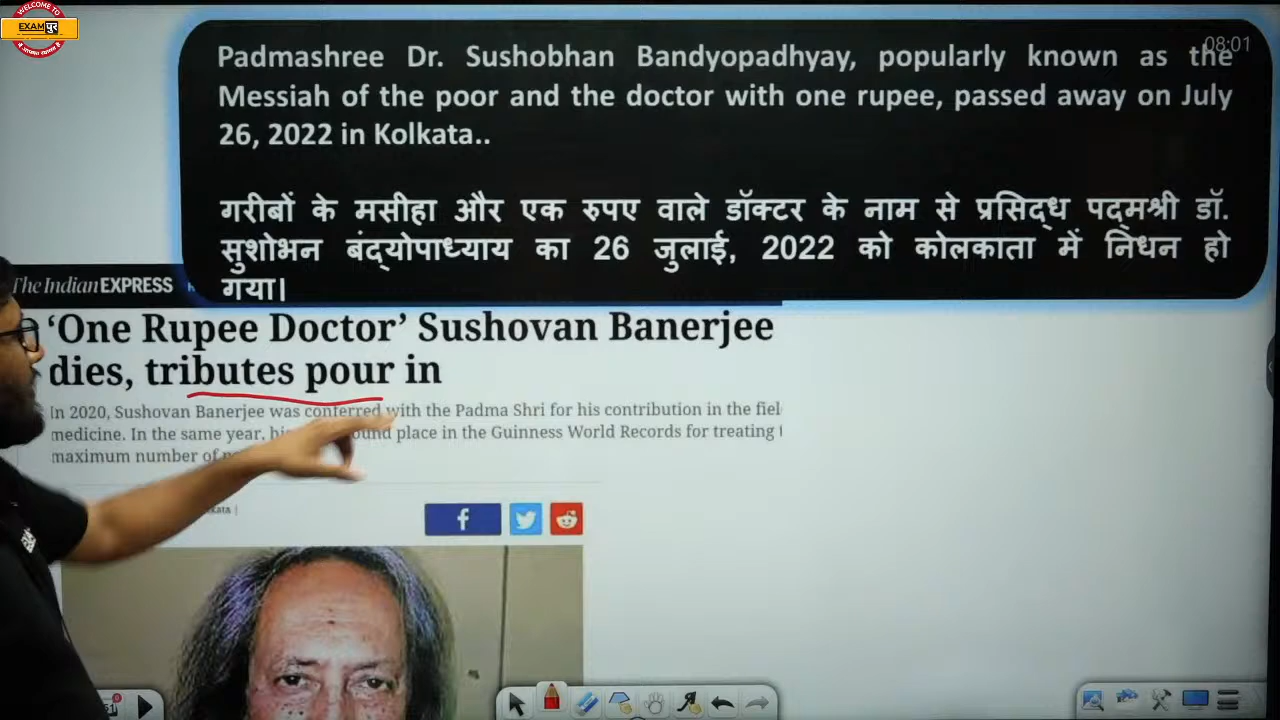 WELCOME TO
EXAM पुर
08:01
Padmashree Dr. Sushobhan Bandyopadhyay, popularly known as the
Messiah of the poor and the doctor with one rupee, passed away on July
26, 2022 in Kolkata..
गरीबों के मसीहा और एक रुपए वाले डॉक्टर के नाम से प्रसिद्ध पद्मश्री डॉ.
सुशोभन बंद्योपाध्याय का 26 जुलाई, 2022 को कोलकाता में निधन हो
गया।
The Indian EXPRESS
‘One Rupee Doctor’ Sushovan Banerjee
dies, tributes pour in
In 2020, Sushovan Banerjee was conferred with the Padma Shri for his contribution in the
medicine. In the same year, place in the Guinness World Records for treating
maximum number of